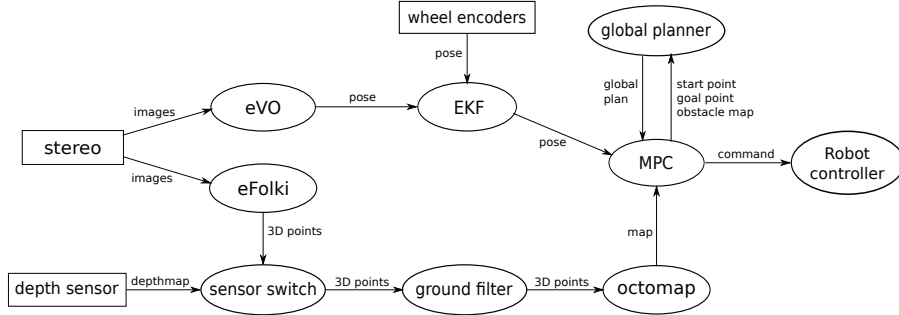 wheel encoders
global planner
pose
global
plan
start point
goal point
obstacle map
images
eVO
pose
EKF
stereo
pose
MPC
command
Robot
controller
images
eFolki
3D points
map
depth sensor
depthmap
sensor switch
3D points
ground filter
3D points
octomap